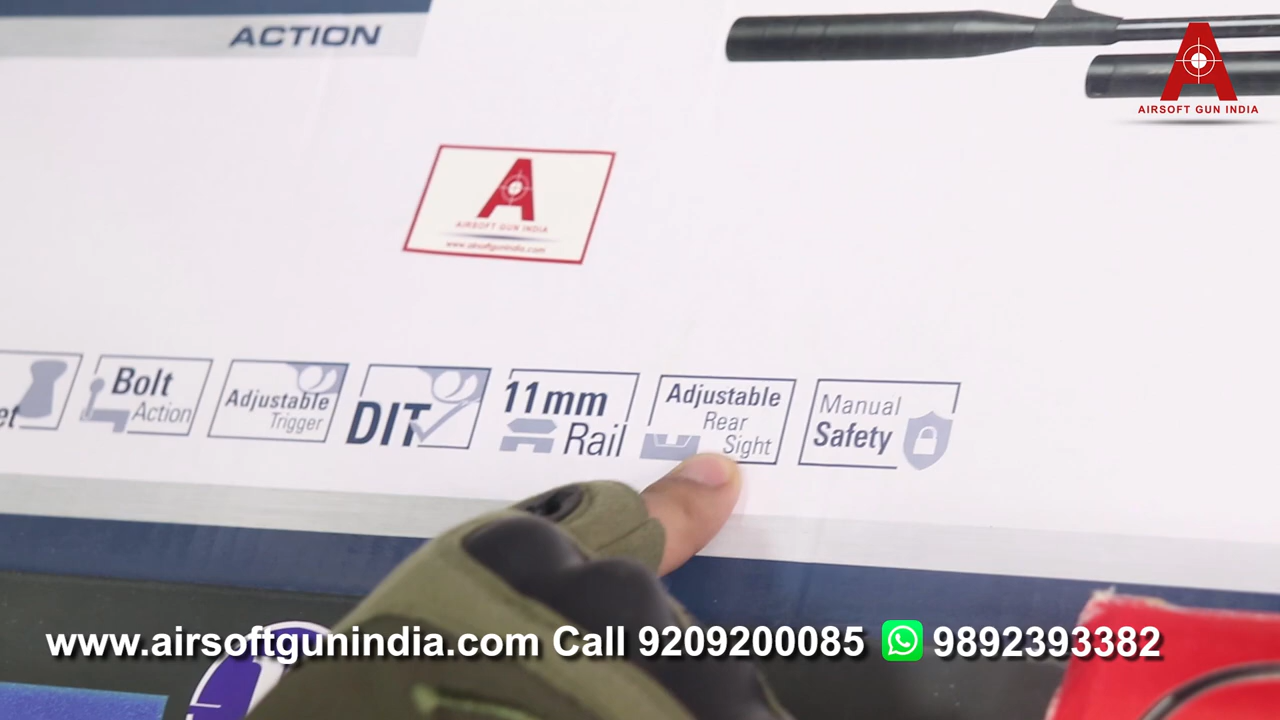 ACTION
AIRSOFT GUN INDIA
AIRSOFT GUN INDIA
www.airsoftgunindia.com
et
Bolt
Action
Adjustable
Trigger
DIT
11mm
Rail
Adjustable
Rear
Sight
Manual
Safety
www.airsoftgunindia.com Call 9209200085 9892393382